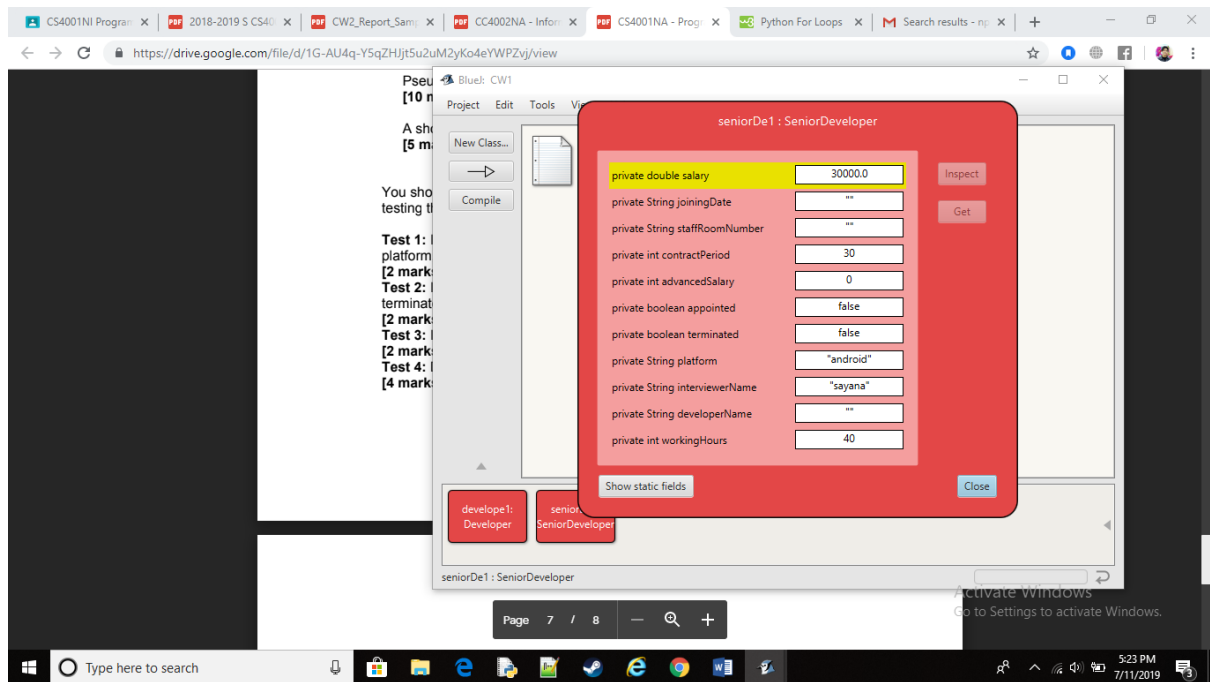 CS4001NI Program
2018-2019 S CS40
CW2_Report_Samp
CC4002NA - Inforr
CS4001NA - Progr
Python For Loops
Search results - np
https://drive.google.com/file/d/1G-AU4q-Y5qZHJjt5u2uM2yKo4eYWPZvj/view
Pseu
[10 m
A sho
[5 ma
You sho
testing th
Test 1:
platform
[2 mark
Test 2:
terminat
[2 mark
Test 3:
[2 mark
Test 4:
[4 mark
BlueJ: CW1
Project Edit Tools Vie
New Class...
Compile
seniorDe1 : SeniorDeveloper
private double salary 30000.0
private String joiningDate ""
private String staffRoomNumber ""
private int contractPeriod 30
private int advancedSalary 0
private boolean appointed false
private boolean terminated false
private String platform "android"
private String interviewerName "sayana"
private String developerName ""
private int workingHours 40
Inspect
Get
Show static fields
Close
develope1:
Developer
senior
SeniorDeveloper
seniorDe1 : SeniorDeveloper
Activate Windows
Go to Settings to activate Windows.
Page 7 / 8
Type here to search
5:23 PM
7/11/2019
3